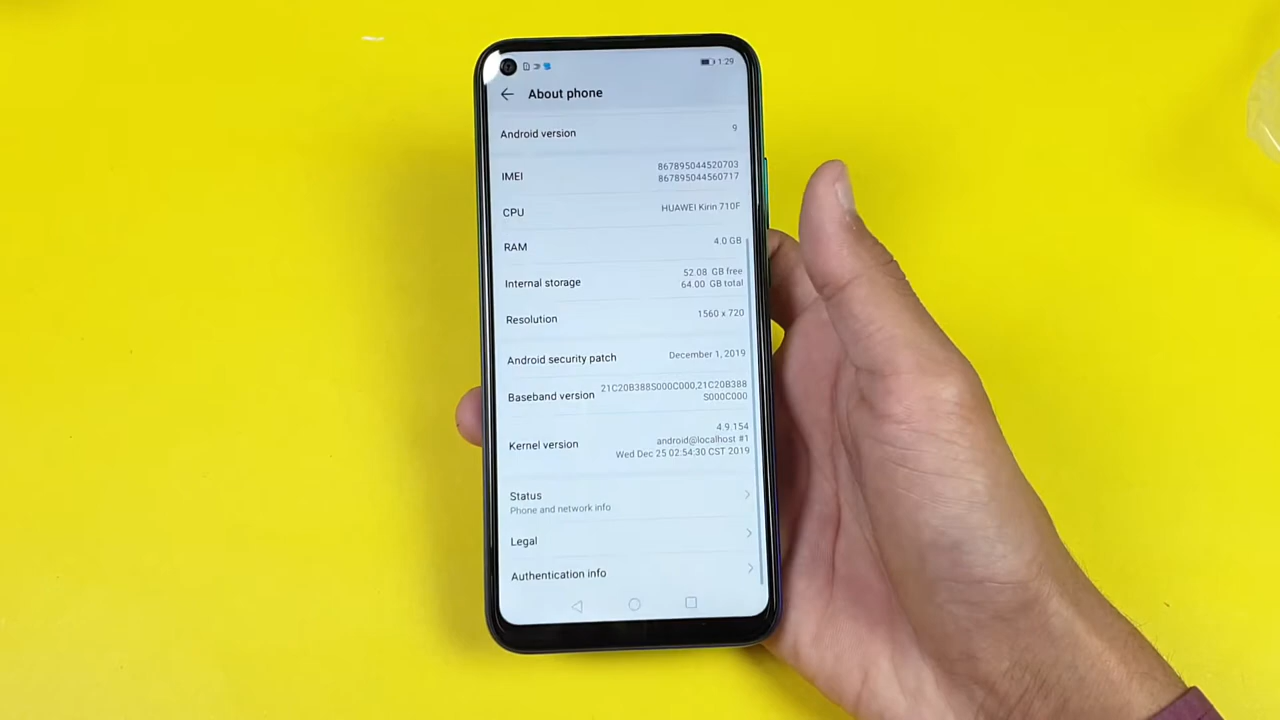 1:29
About phone
Android version 9
IMEI 867895044520703
867895044560717
CPU HUAWEI Kirin 710F
RAM 4.0 GB
Internal storage 52.08 GB free
64.00 GB total
Resolution 1560 x 720
Android security patch December 1, 2019
Baseband version 21C20B388S000C000,21C20B388
S000C000
Kernel version 4.9.154
android@localhost #1
Wed Dec 25 02:54:30 CST 2019
Status
Phone and network info
Legal
Authentication info